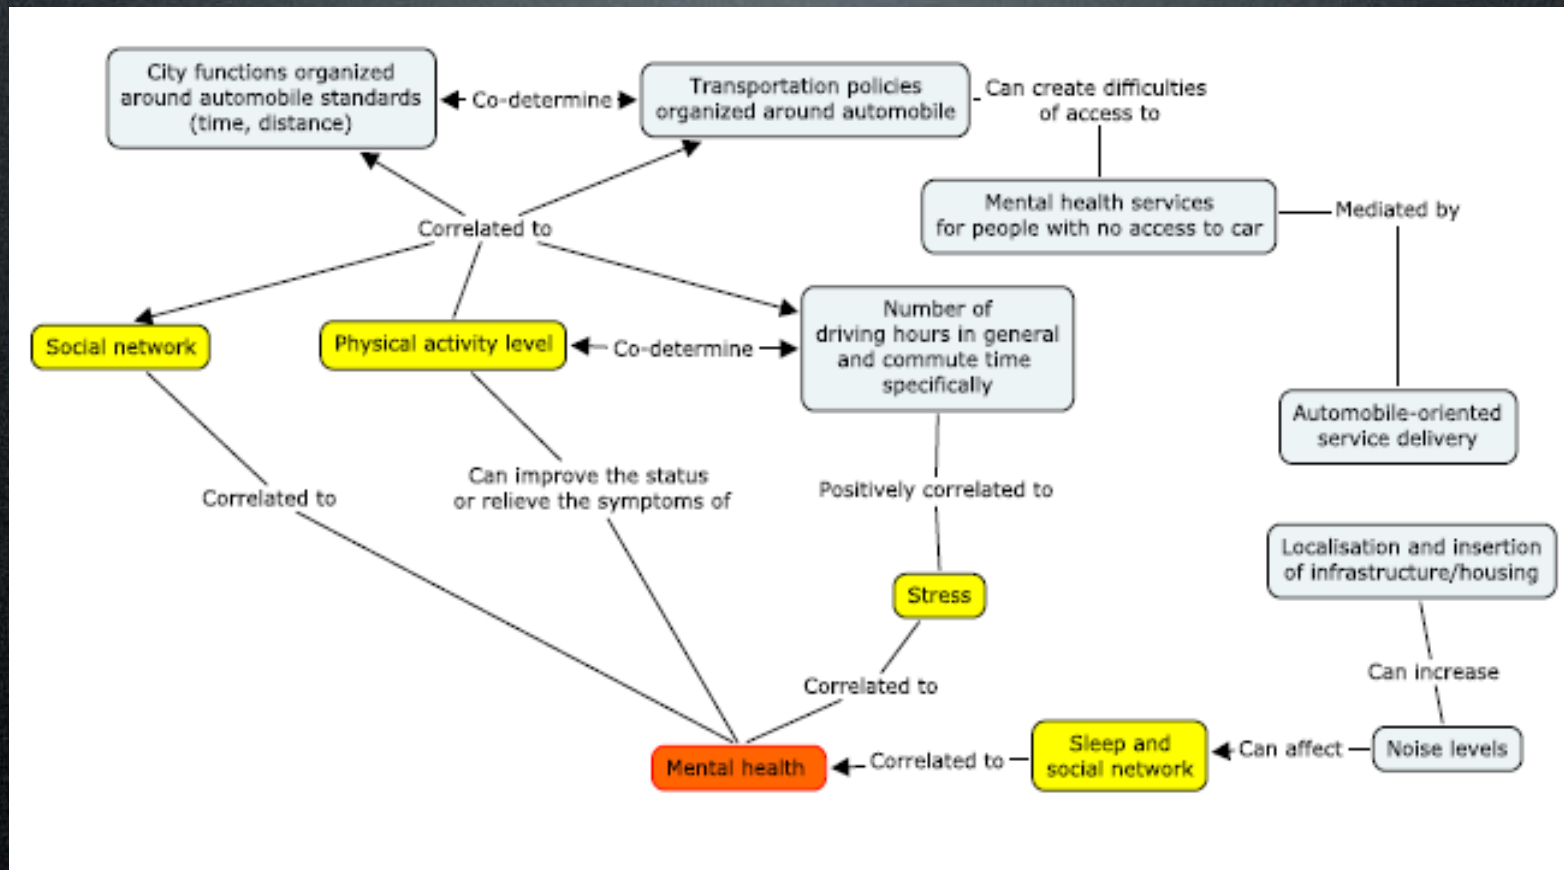 City functions organized
around automobile standards
(time, distance)
Co-determine
Transportation policies
organized around automobile
Can create difficulties
of access to
Mental health services
for people with no access to car
Mediated by
Correlated to
Social network
Physical activity level
Co-determine
Number of
driving hours in general
and commute time
specifically
Automobile-oriented
service delivery
Correlated to
Can improve the status
or relieve the symptoms of
Positively correlated to
Localisation and insertion
of infrastructure/housing
Stress
Can increase
Correlated to
Mental health
Correlated to
Sleep and
social network
Can affect
Noise levels